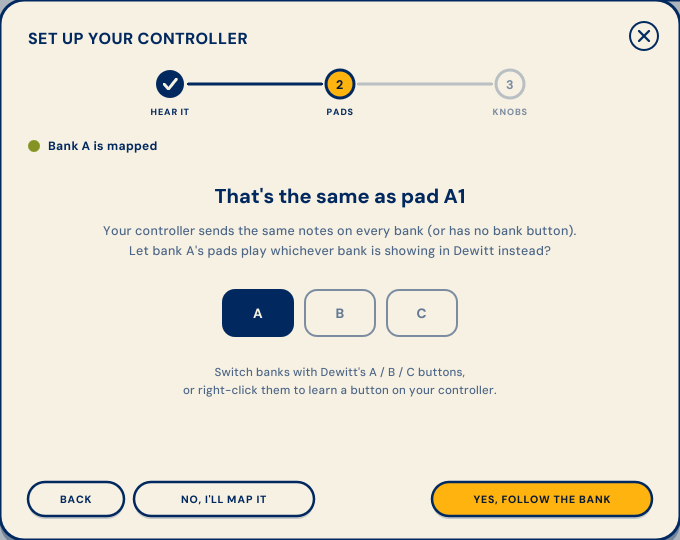 SET UP YOUR CONTROLLER
2
3
HEAR IT
PADS
KNOBS
Bank A is mapped
That's the same as pad A1
Your controller sends the same notes on every bank (or has no bank button).
Let bank A's pads play whichever bank is showing in Dewitt instead?
A
B
C
Switch banks with Dewitt's A / B / C buttons,
or right-click them to learn a button on your controller.
BACK
NO, I'LL MAP IT
YES, FOLLOW THE BANK